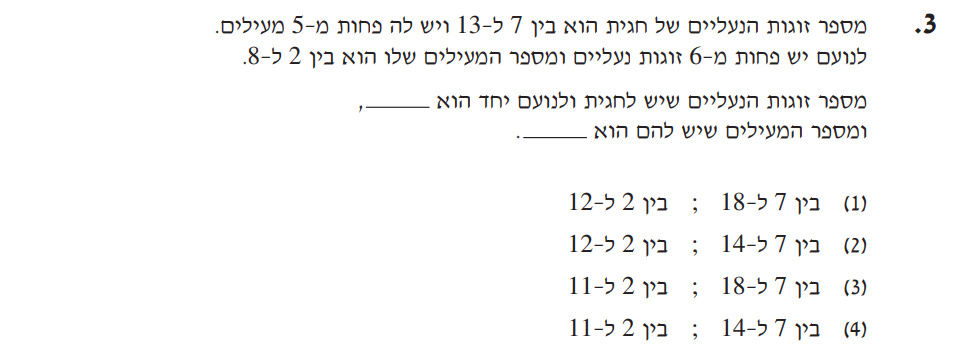 3. מספר זוגות הנעליים של חגית הוא בין 7 ל-13 ויש לה פחות מ-5 מעילים.
לנועם יש פחות מ-6 זוגות נעליים ומספר המעילים שלו הוא בין 2 ל-8.
מספר זוגות הנעליים שיש לחגית ולנועם יחד הוא _____,
ומספר המעילים שיש להם הוא _____.
(1) בין 7 ל-18 ; בין 2 ל-12
(2) בין 7 ל-14 ; בין 2 ל-12
(3) בין 7 ל-18 ; בין 2 ל-11
(4) בין 7 ל-14 ; בין 2 ל-11